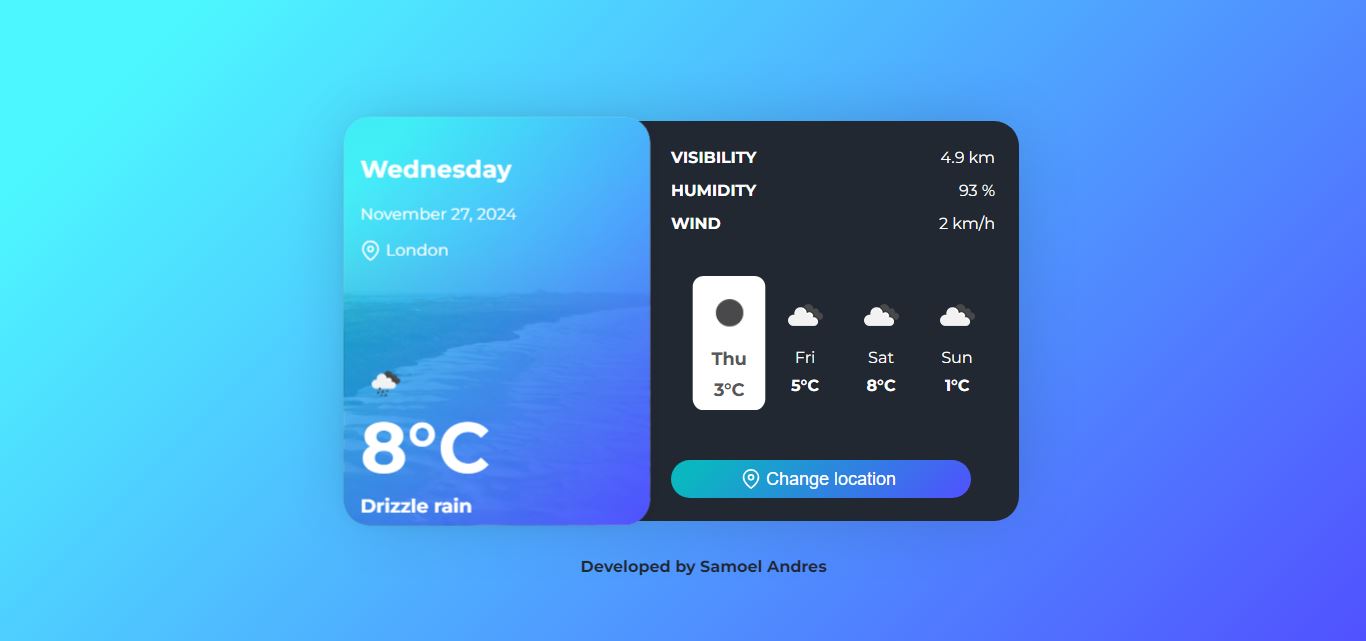 Wednesday
November 27, 2024
London
8°C
Drizzle rain
VISIBILITY 4.9 km
HUMIDITY 93 %
WIND 2 km/h
Thu Fri Sat Sun
3°C 5°C 8°C 1°C
Change location
Developed by Samoel Andres